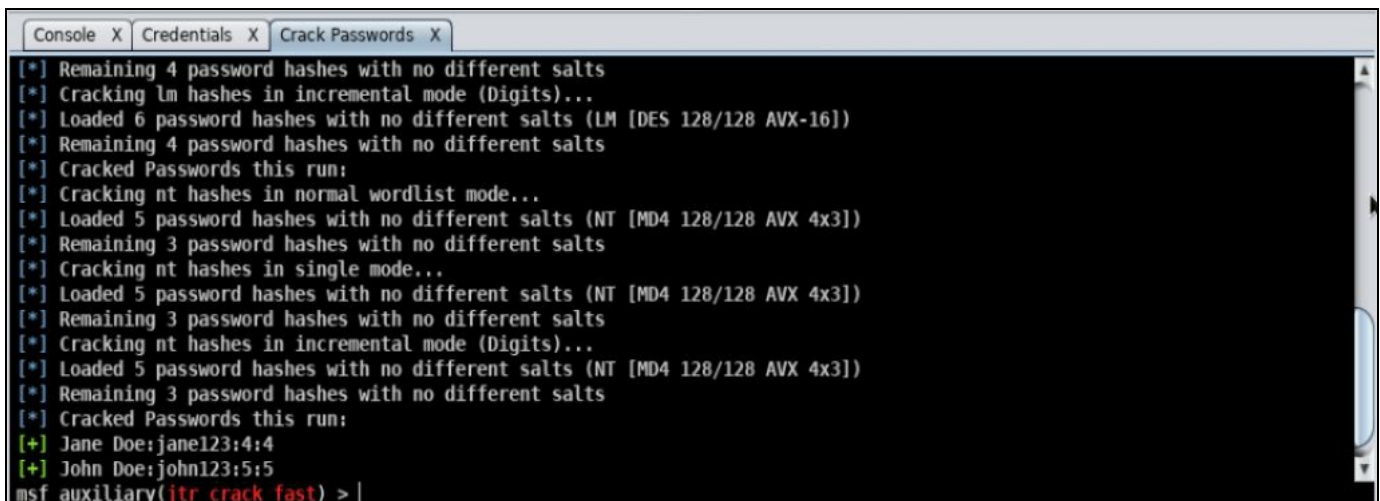 Console X Credentials X Crack Passwords X
[*] Remaining 4 password hashes with no different salts
[*] Cracking lm hashes in incremental mode (Digits)...
[*] Loaded 6 password hashes with no different salts (LM [DES 128/128 AVX-16])
[*] Remaining 4 password hashes with no different salts
[*] Cracked Passwords this run:
[*] Cracking nt hashes in normal wordlist mode...
[*] Loaded 5 password hashes with no different salts (NT [MD4 128/128 AVX 4x3])
[*] Remaining 3 password hashes with no different salts
[*] Cracking nt hashes in single mode...
[*] Loaded 5 password hashes with no different salts (NT [MD4 128/128 AVX 4x3])
[*] Remaining 3 password hashes with no different salts
[*] Cracking nt hashes in incremental mode (Digits)...
[*] Loaded 5 password hashes with no different salts (NT [MD4 128/128 AVX 4x3])
[*] Remaining 3 password hashes with no different salts
[*] Cracked Passwords this run:
[+] Jane Doe:jane123:4:4
[+] John Doe:john123:5:5
msf auxiliary(jtr_crack_fast) > |